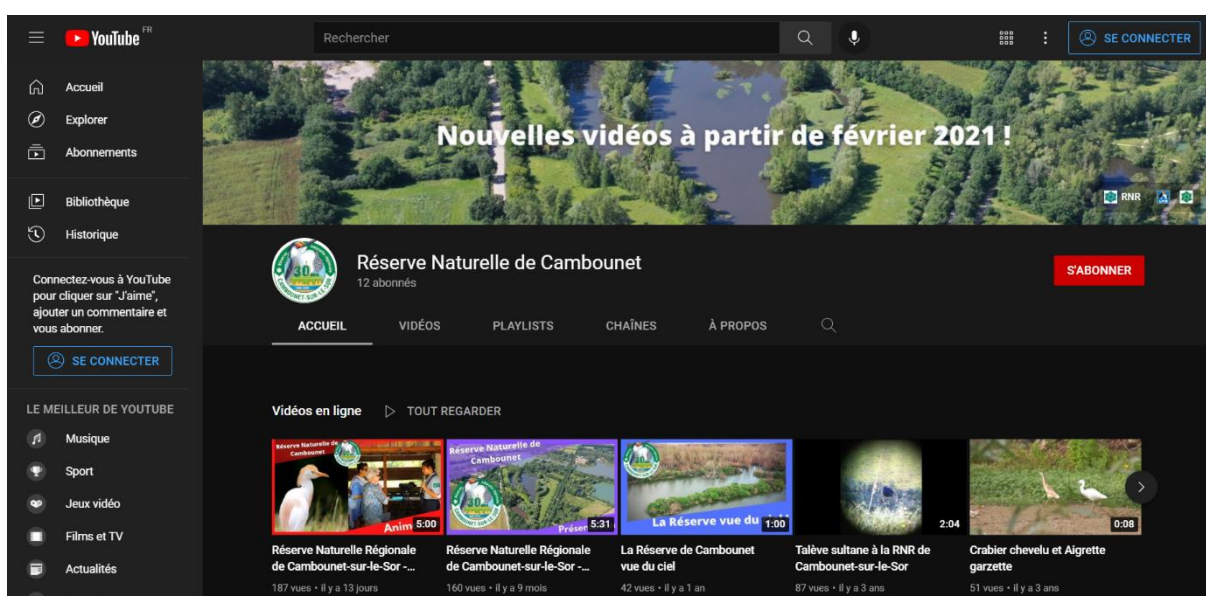 YouTube FR
Rechercher
SE CONNECTER
Accueil
Explorer
Abonnements
Bibliothèque
Historique
Connectez-vous à YouTube
pour cliquer sur "J'aime",
ajouter un commentaire et
vous abonner.
SE CONNECTER
LE MEILLEUR DE YOUTUBE
Musique
Sport
Jeux vidéo
Films et TV
Actualités
Nouvelles vidéos à partir de février 2021 !
RNR
Réserve Naturelle de Cambounet
12 abonnés
S'ABONNER
ACCUEIL VIDÉOS PLAYLISTS CHAÎNES À PROPOS
Vidéos en ligne TOUT REGARDER
Réserve Naturelle de
Cambounet
30
Anim
5:00
Réserve Naturelle Régionale
de Cambounet-sur-le-Sor -...
187 vues • il y a 13 jours
Réserve Naturelle de
Cambounet
30
Présen
5:31
Réserve Naturelle Régionale
de Cambounet-sur-le-Sor -...
160 vues • il y a 9 mois
La Réserve vue du
1:00
La Réserve de Cambounet
vue du ciel
42 vues • il y a 1 an
2:04
Talève sultane à la RNR de
Cambounet-sur-le-Sor
87 vues • il y a 3 ans
0:08
Crabier chevelu et Aigrette
garzette
51 vues • il y a 3 ans